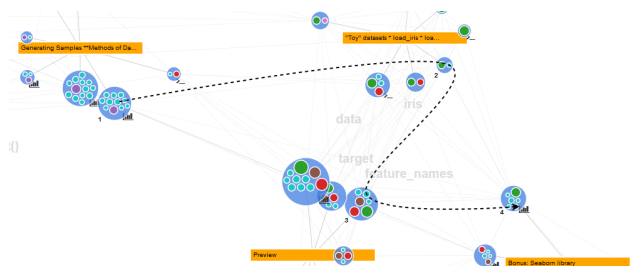 Generating Samples **Methods of Da...
"Toy" datasets * load_iris * loa...
2
iris
1
data
()
target
feature_names
3
4
Preview
Bonus: Seaborn library